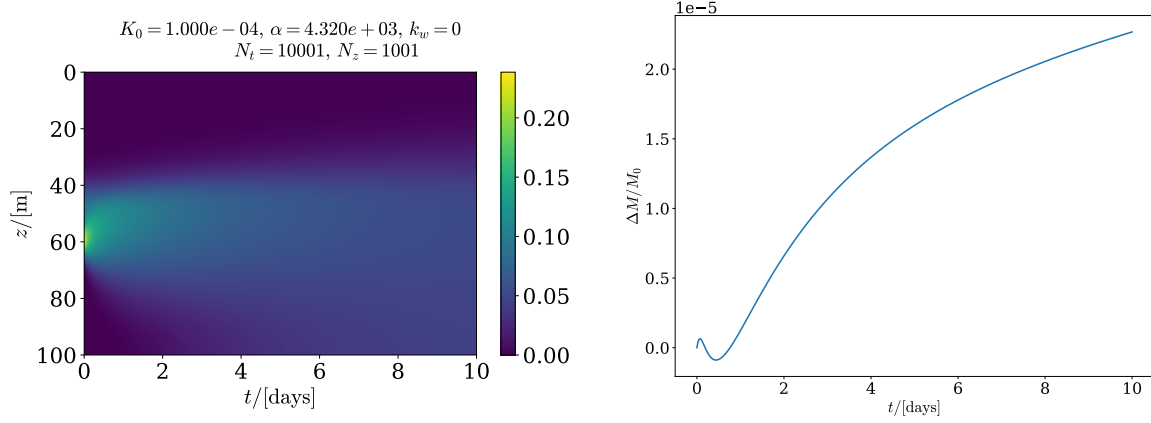 K₀ = 1.000e − 04, α = 4.320e + 03, k_w = 0
N_t = 10001, N_z = 1001
0
20
40
60
80
100
z/[m]
0 2 4 6 8 10
t/[days]
0.20
0.15
0.10
0.05
0.00
1e−5
2.0
1.5
1.0
0.5
0.0
ΔM/M₀
0 2 4 6 8 10
t/[days]